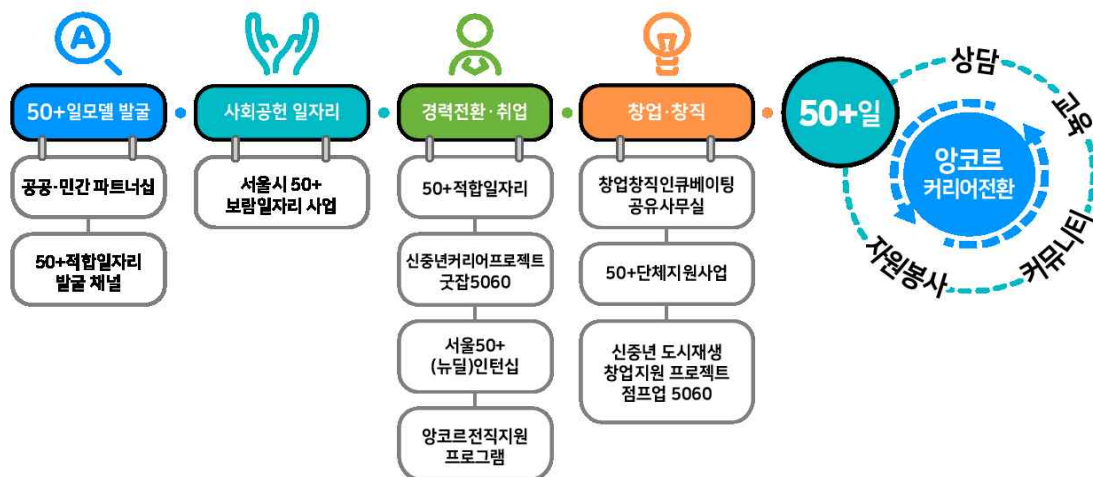 A
50+일모델 발굴
공공·민간 파트너십
50+적합일자리
발굴 채널
사회공헌 일자리
서울시 50+
보람일자리 사업
경력전환·취업
50+적합일자리
신중년커리어프로젝트
굿잡5060
서울50+
(뉴딜)인턴십
앙코르전직지원
프로그램
창업·창직
창업창직인큐베이팅
공유사무실
50+단체지원사업
신중년 도시재생
창업지원 프로젝트
점프업 5060
50+일
상담
교육
커뮤니티
자원봉사
앙코르
커리어전환